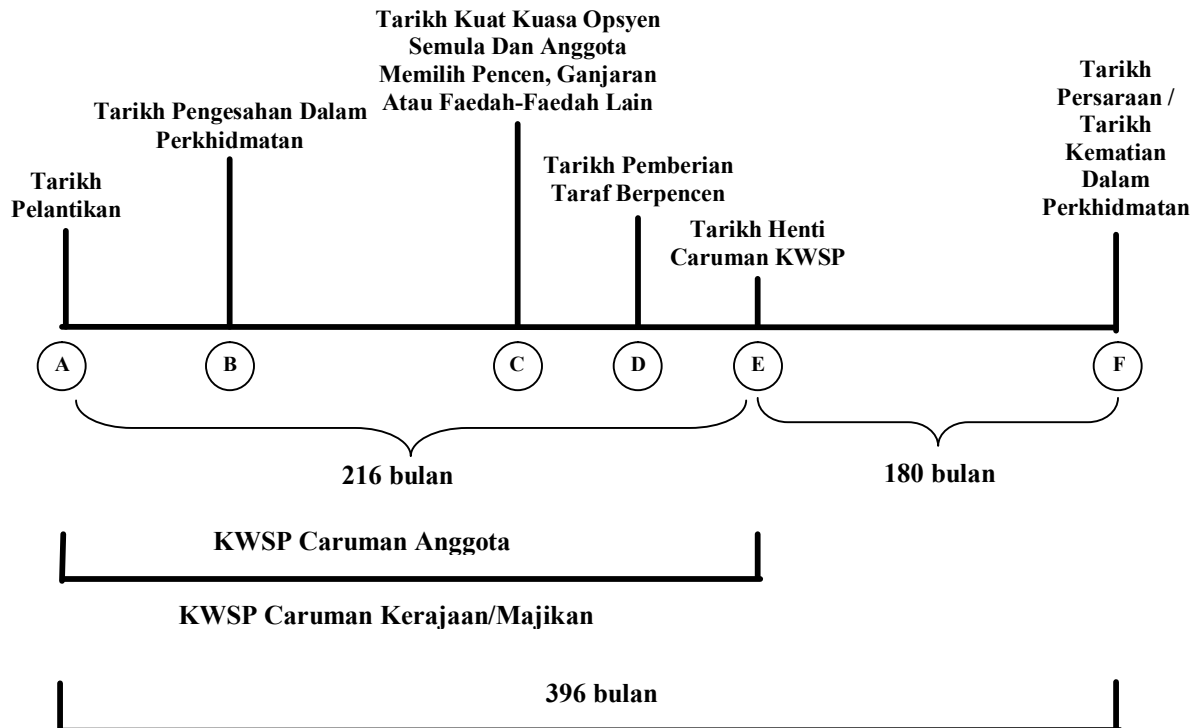 Tarikh Kuat Kuasa Opsyen
Semula Dan Anggota
Memilih Pencen, Ganjaran
Atau Faedah-Faedah Lain
Tarikh
Persaraan /
Tarikh
Kematian
Dalam
Perkhidmatan
Tarikh Pengesahan Dalam
Perkhidmatan
Tarikh Pemberian
Taraf Berpencen
Tarikh
Pelantikan
Tarikh Henti
Caruman KWSP
A
B
C
D
E
F
216 bulan
180 bulan
KWSP Caruman Anggota
KWSP Caruman Kerajaan/Majikan
396 bulan